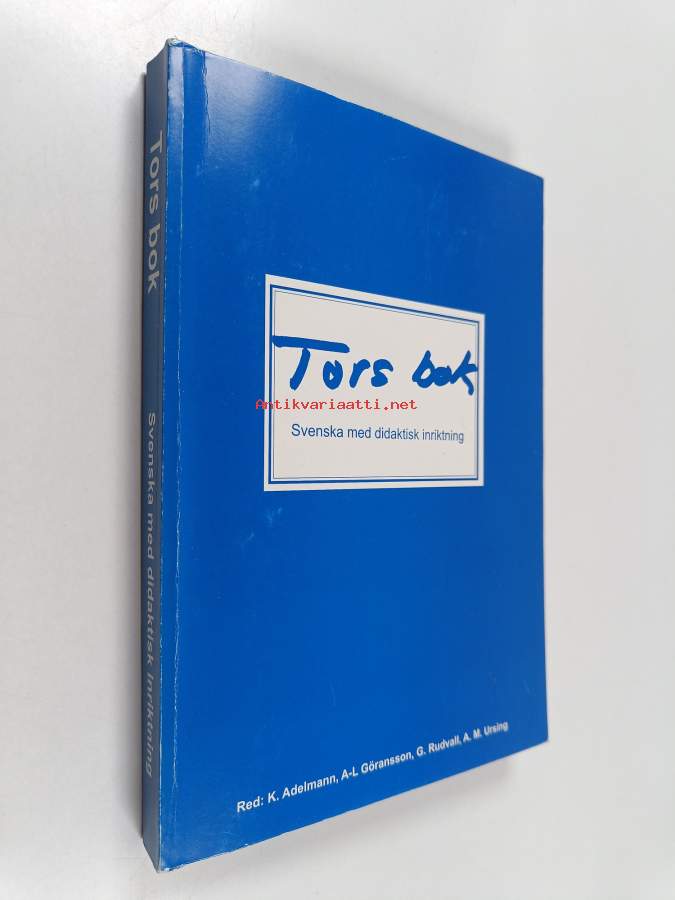 Tors bok
Svenska med didaktisk inriktning
Tors bok
Antikvariaatti.net
Svenska med didaktisk inriktning
Red: K. Adelmann, A-L Göransson, G. Rudvall, A. M. Ursing